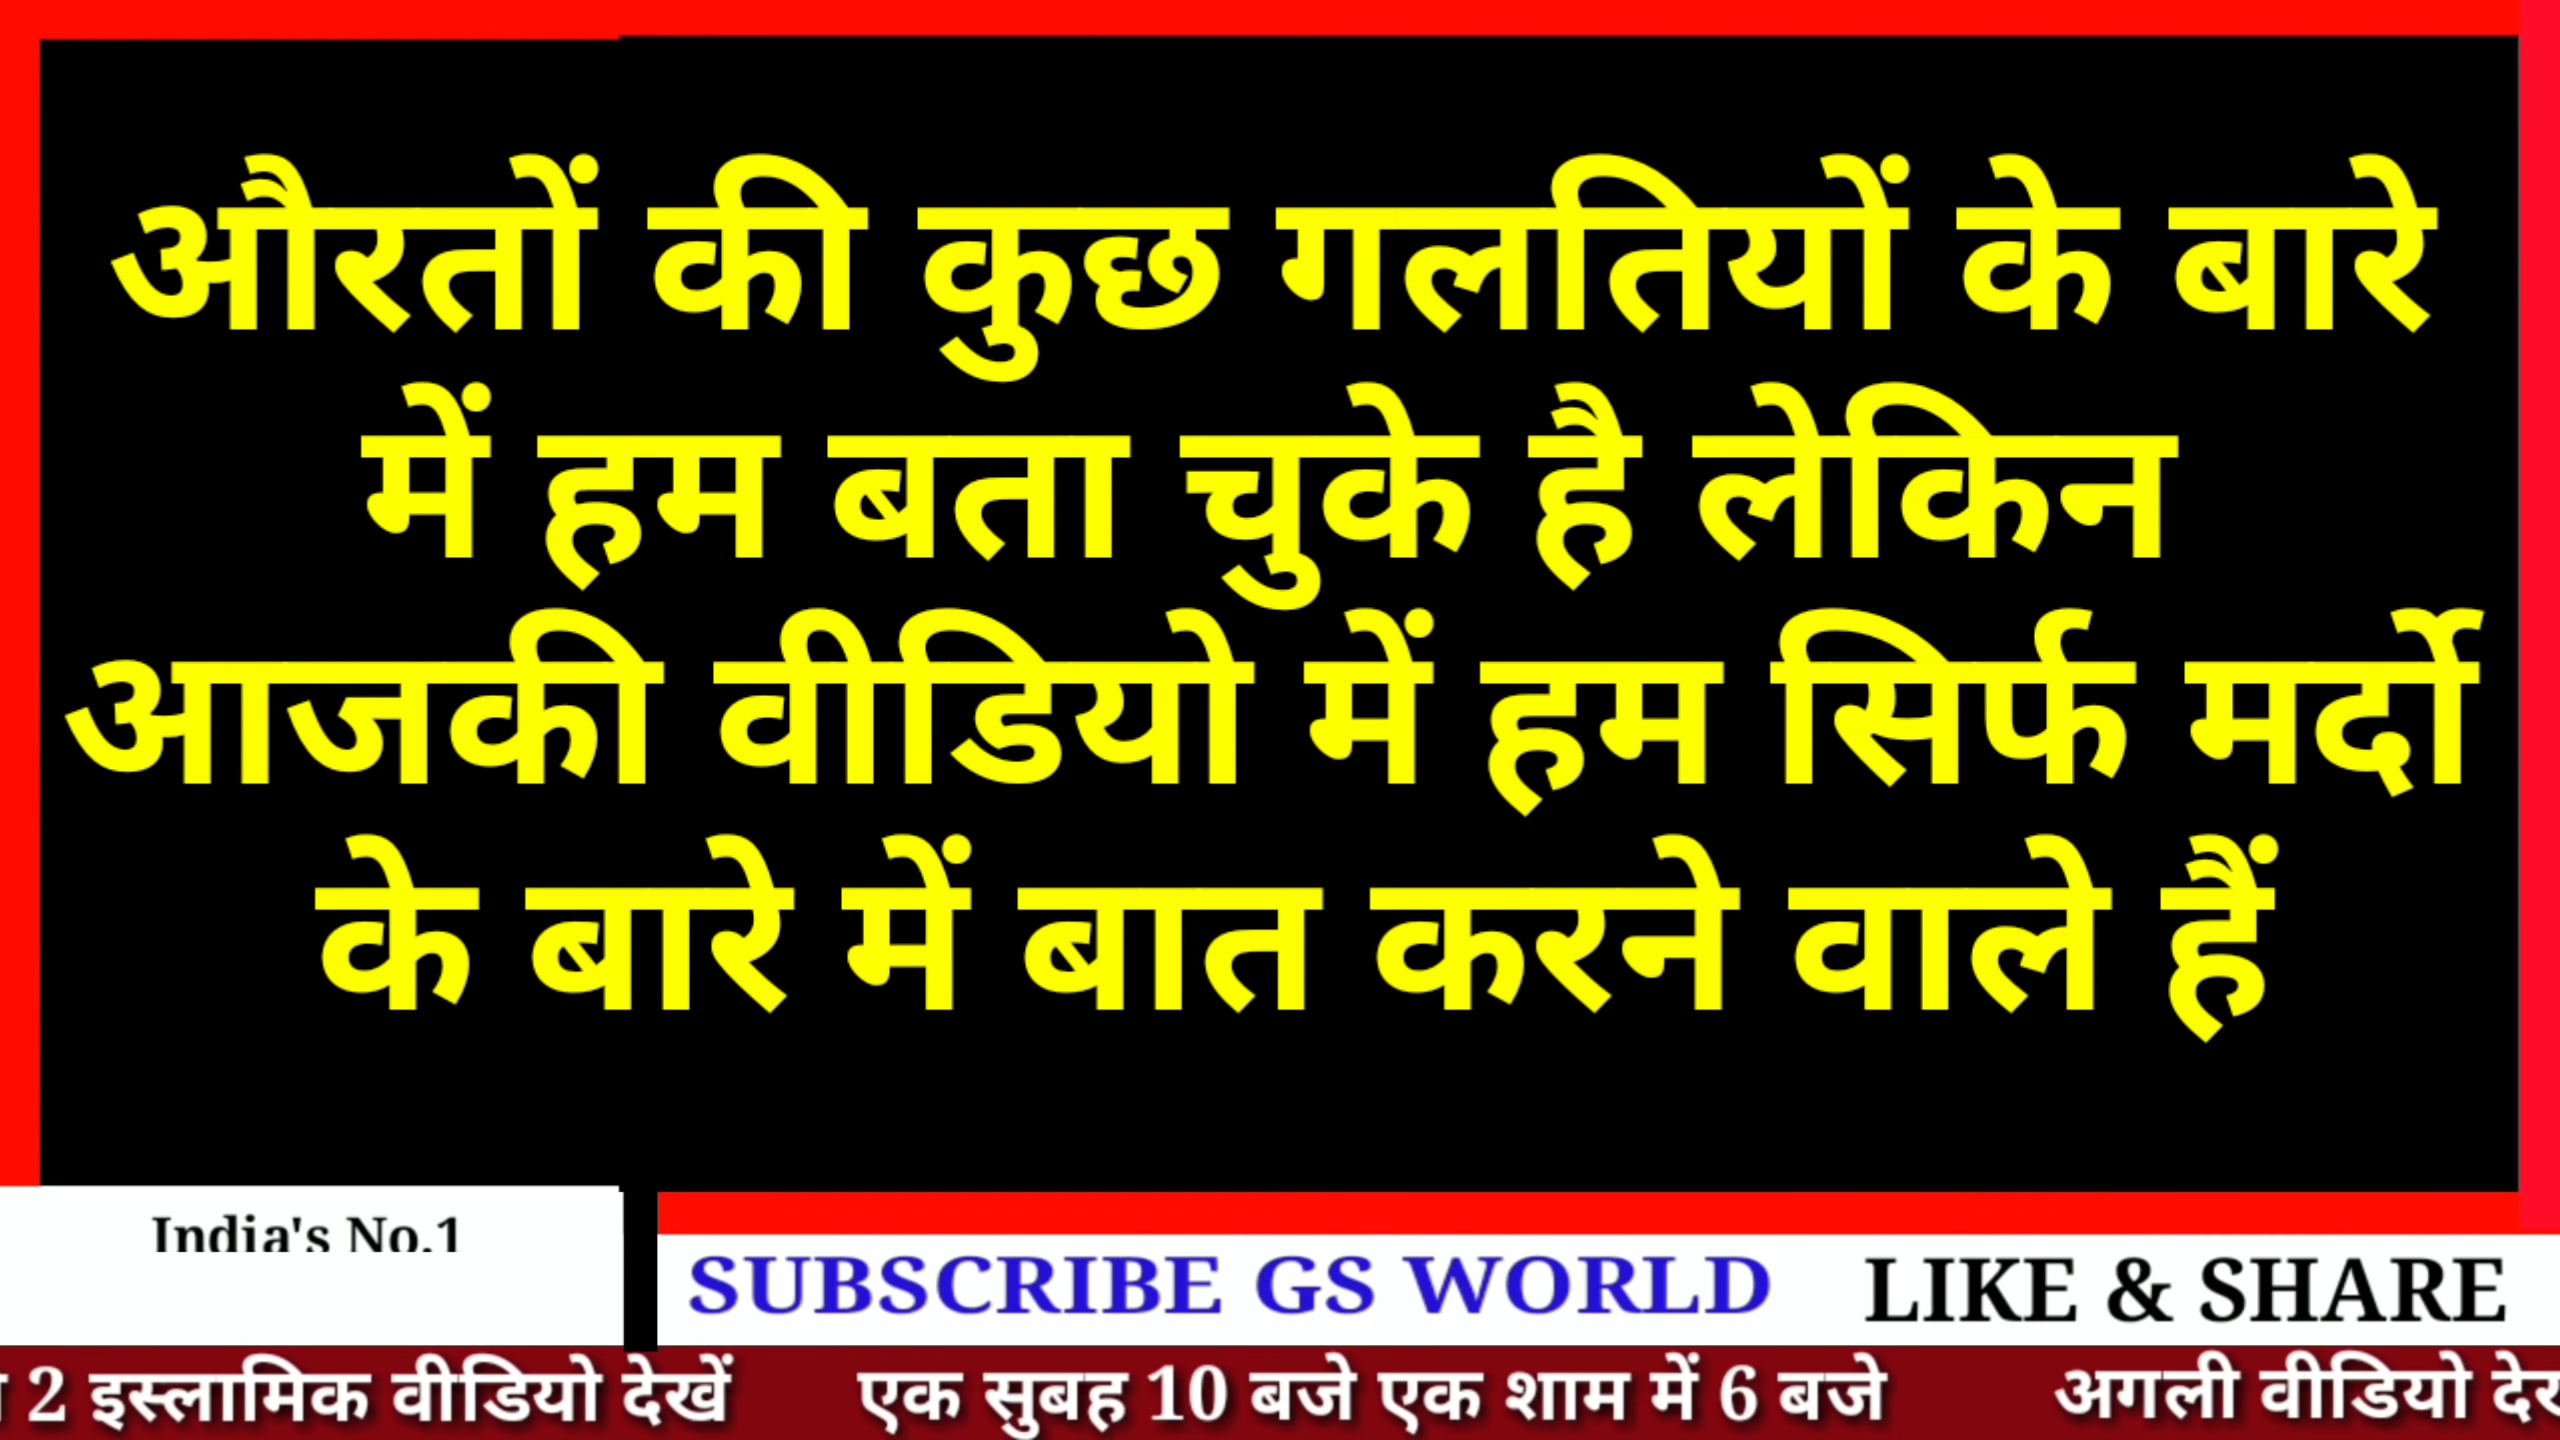 औरतों की कुछ गलतियों के बारे
में हम बता चुके है लेकिन
आजकी वीडियो में हम सिर्फ मर्दो
के बारे में बात करने वाले हैं
India's No.1
SUBSCRIBE GS WORLD LIKE & SHARE
2 इस्लामिक वीडियो देखें एक सुबह 10 बजे एक शाम में 6 बजे अगली वीडियो